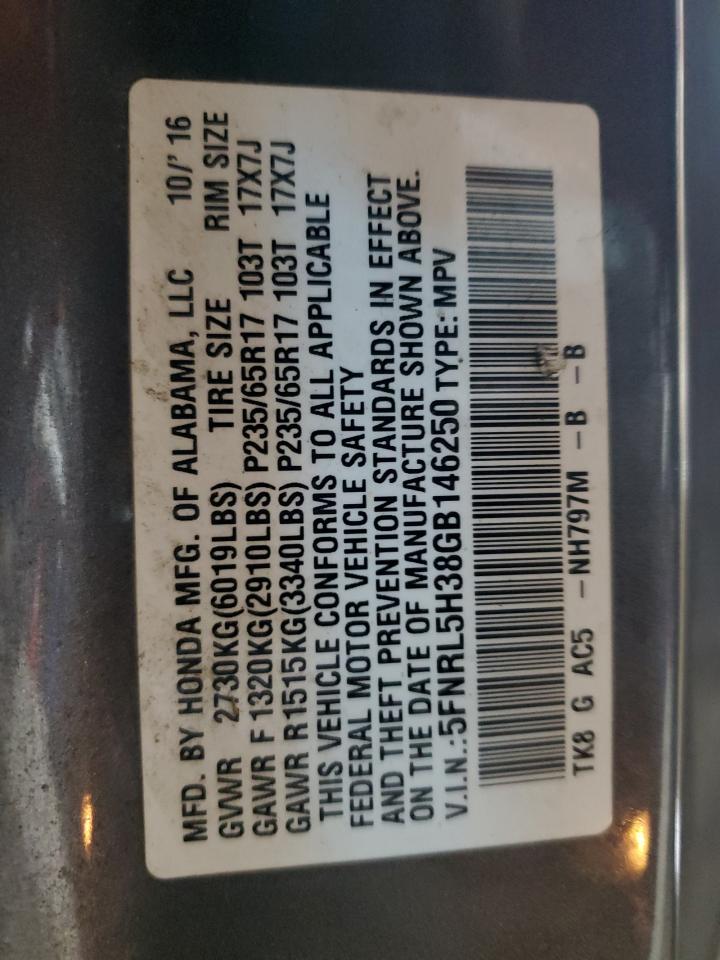 MFD. BY HONDA MFG. OF ALABAMA, LLC 10/' 16
GVWR 2730KG(6019LBS) TIRE SIZE RIM SIZE
GAWR F 1320KG(2910LBS) P235/65R17 103T 17X7J
GAWR R1515KG(3340LBS) P235/65R17 103T 17X7J
THIS VEHICLE CONFORMS TO ALL APPLICABLE
FEDERAL MOTOR VEHICLE SAFETY
AND THEFT PREVENTION STANDARDS IN EFFECT
ON THE DATE OF MANUFACTURE SHOWN ABOVE.
V.I.N.:5FNRL5H38GB146250 TYPE: MPV
TK8 G AC5 -NH797M -B -B